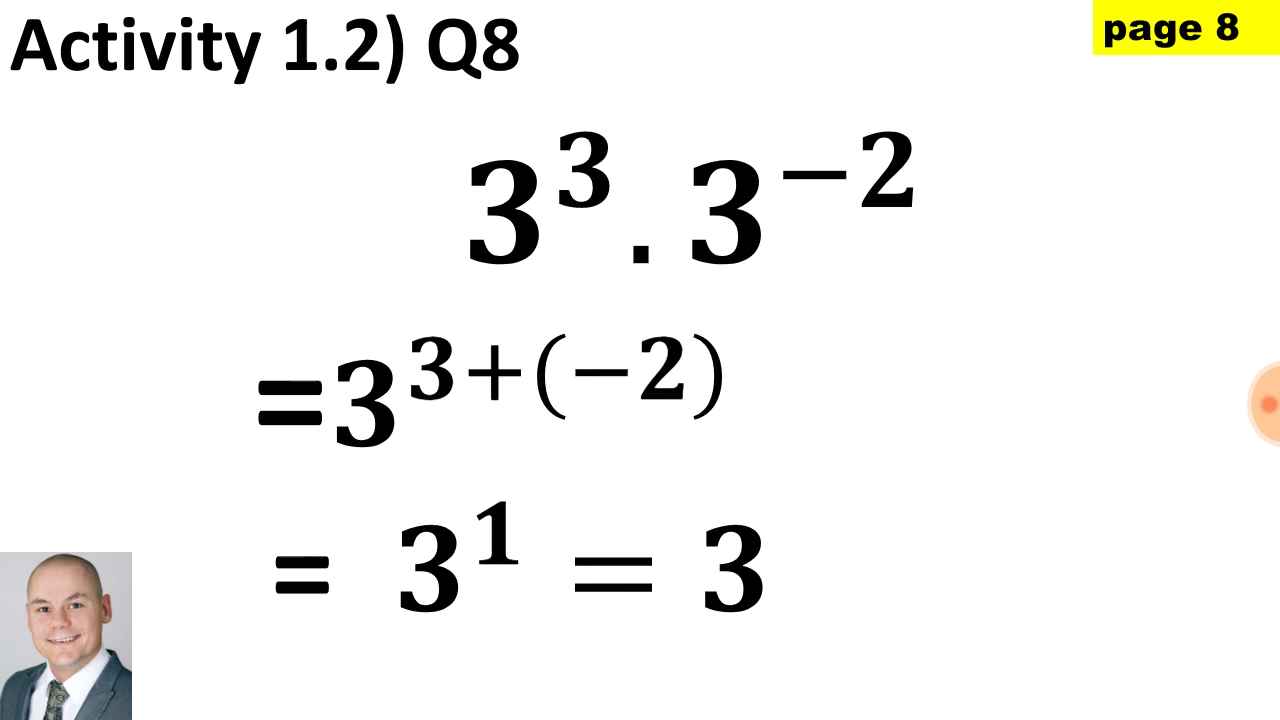 Activity 1.2) Q8
page 8
3³ . 3⁻²
=3³⁺⁽⁻²⁾
= 3¹ = 3